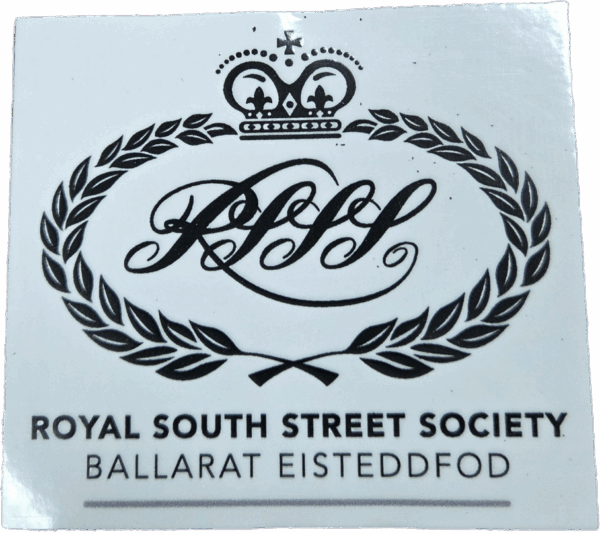 RSSS
ROYAL SOUTH STREET SOCIETY
BALLARAT EISTEDDFOD